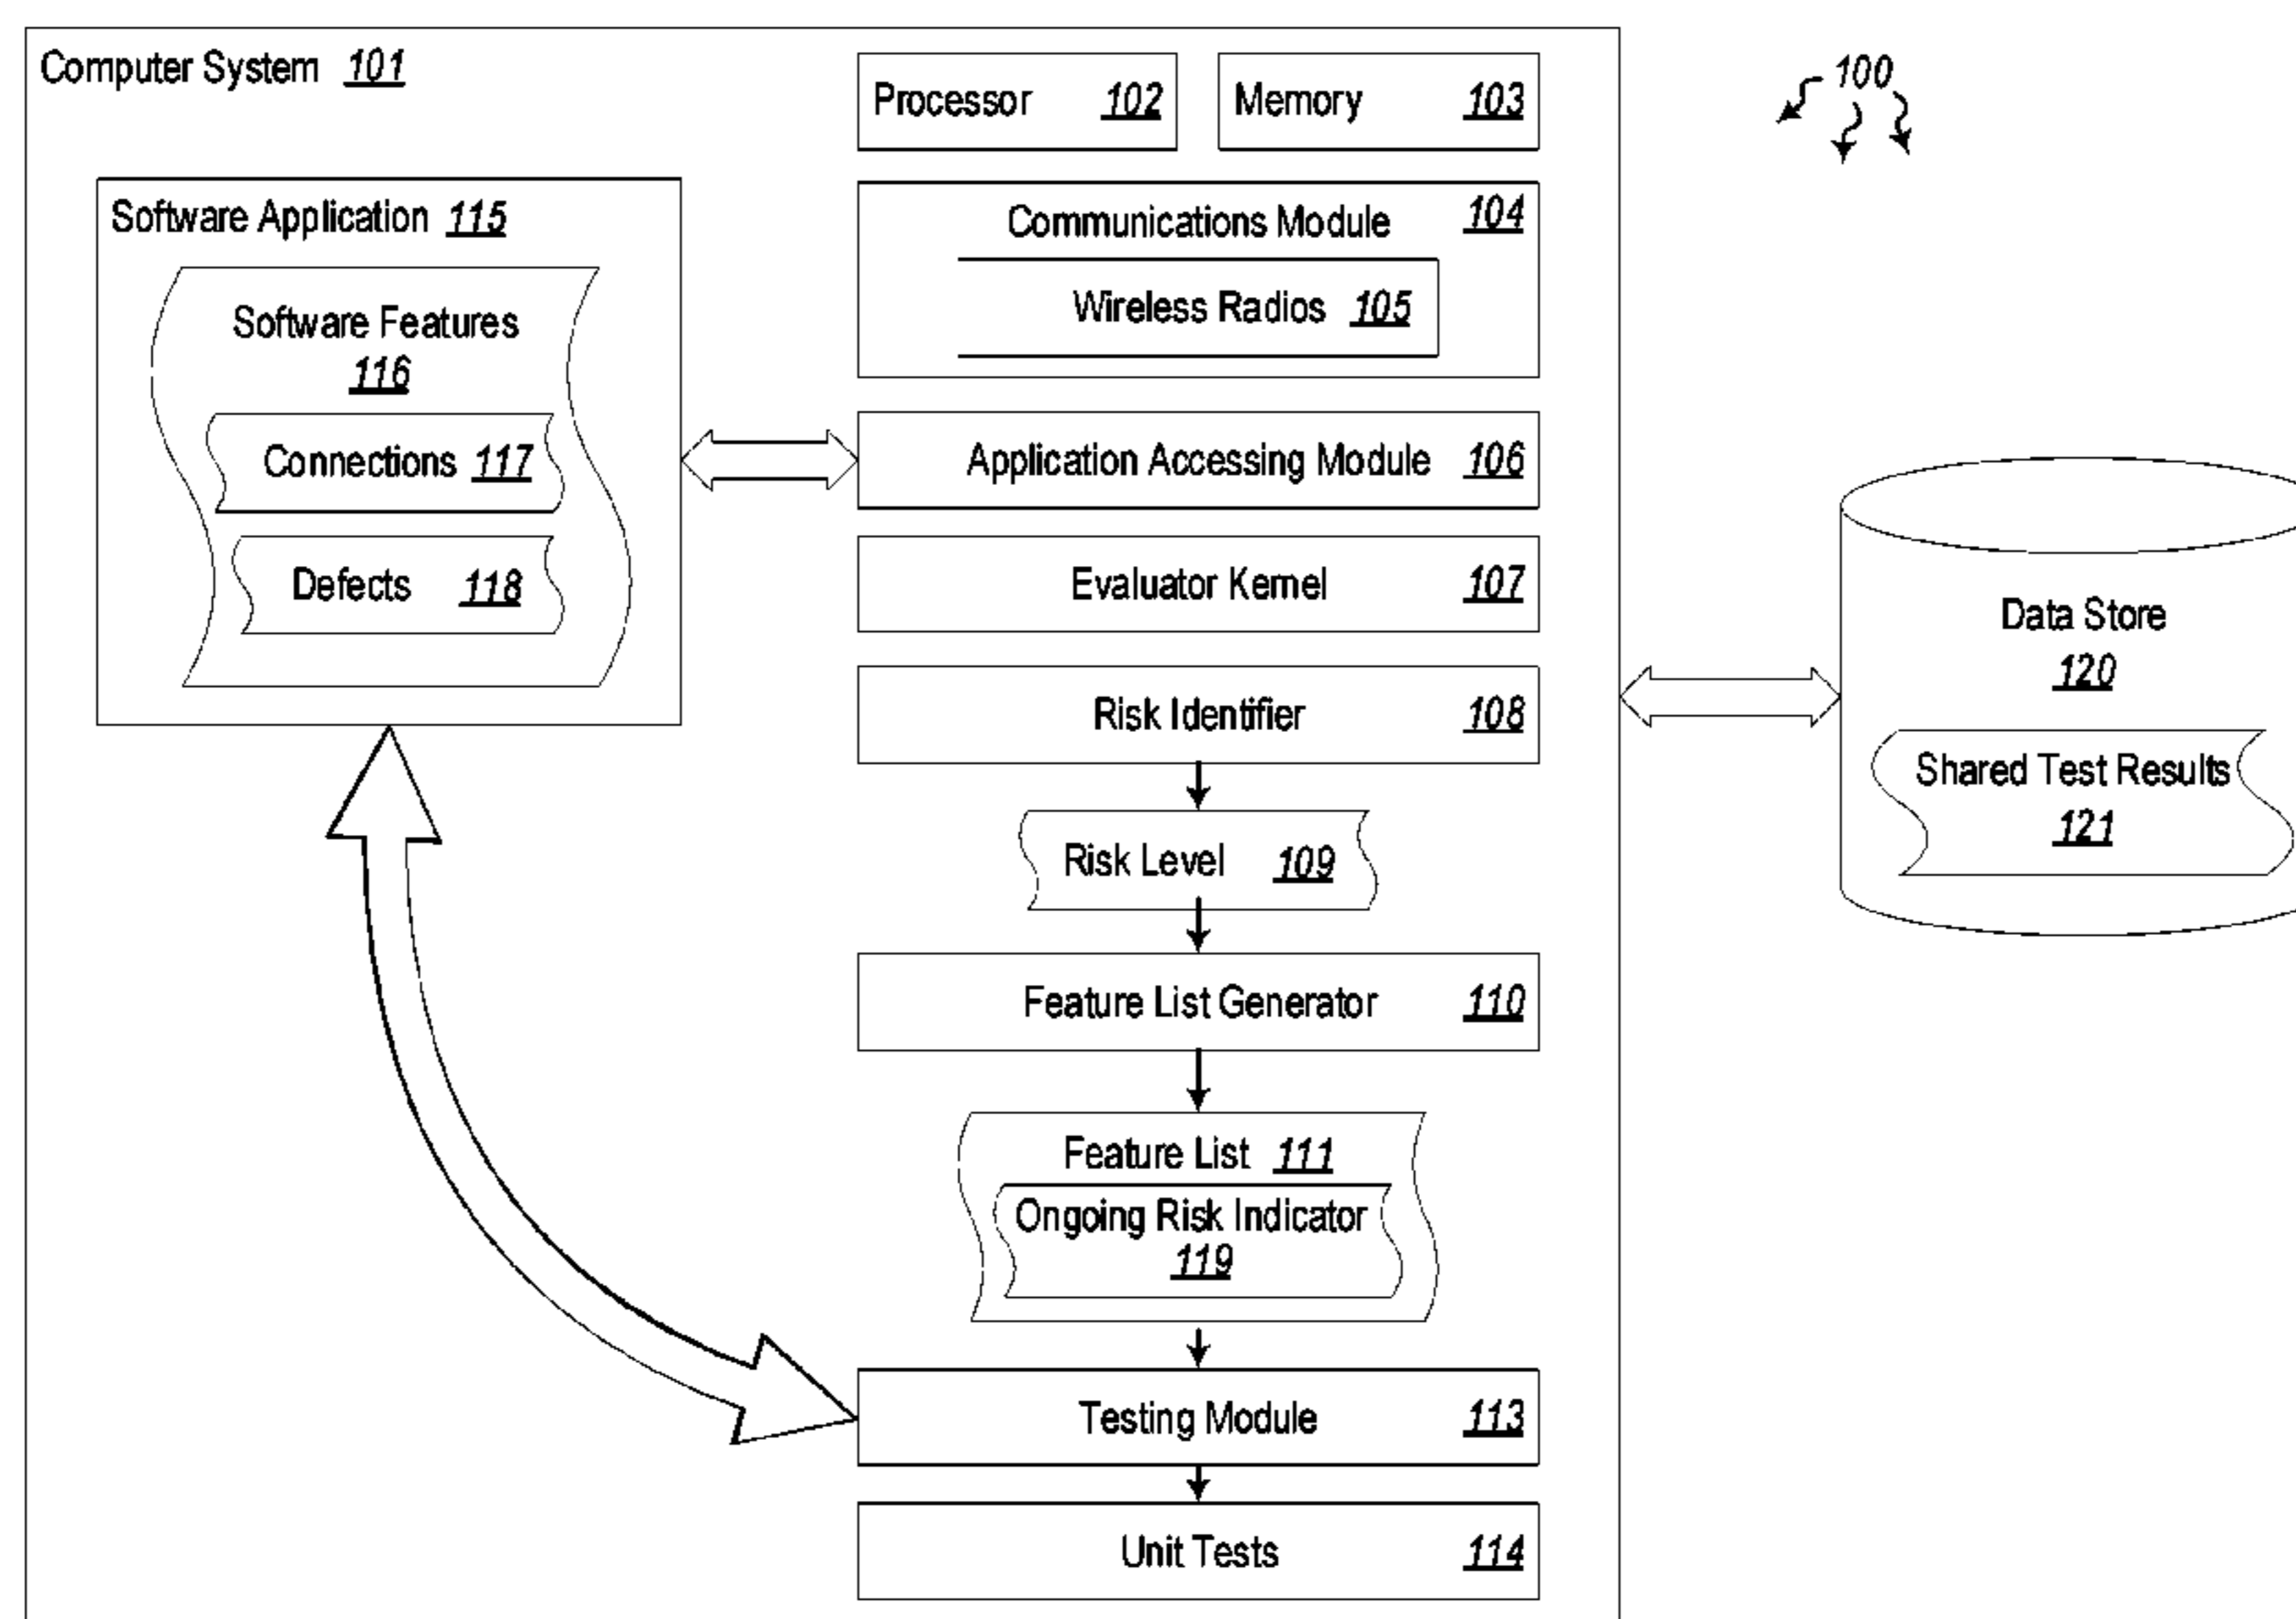 Computer System 101
Processor 102
Memory 103
100
Software Application 115
Communications Module 104
Wireless Radios 105
Software Features
116
Connections 117
Defects 118
Application Accessing Module 106
Evaluator Kernel 107
Risk Identifier 108
Risk Level 109
Feature List Generator 110
Feature List 111
Ongoing Risk Indicator
119
Testing Module 113
Unit Tests 114
Data Store
120
Shared Test Results
121